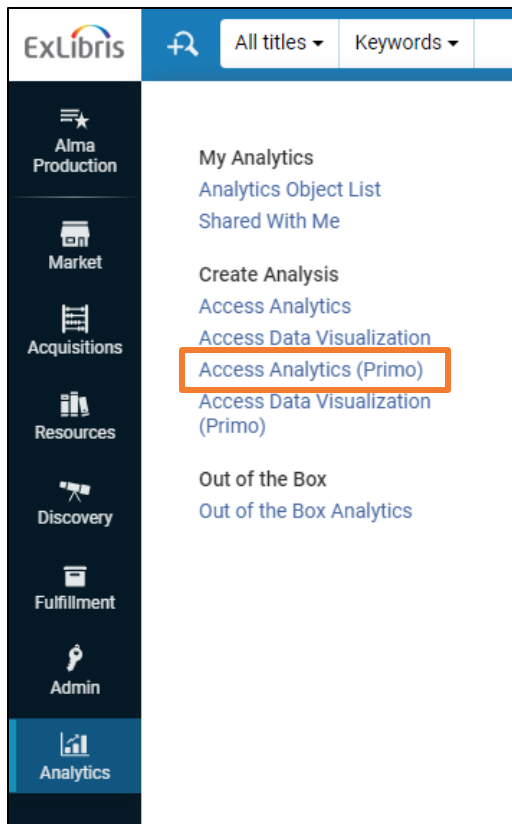 ExLibris
All titles
Keywords
Alma
Production
Market
Acquisitions
Resources
Discovery
Fulfillment
Admin
Analytics
My Analytics
Analytics Object List
Shared With Me
Create Analysis
Access Analytics
Access Data Visualization
Access Analytics (Primo)
Access Data Visualization
(Primo)
Out of the Box
Out of the Box Analytics